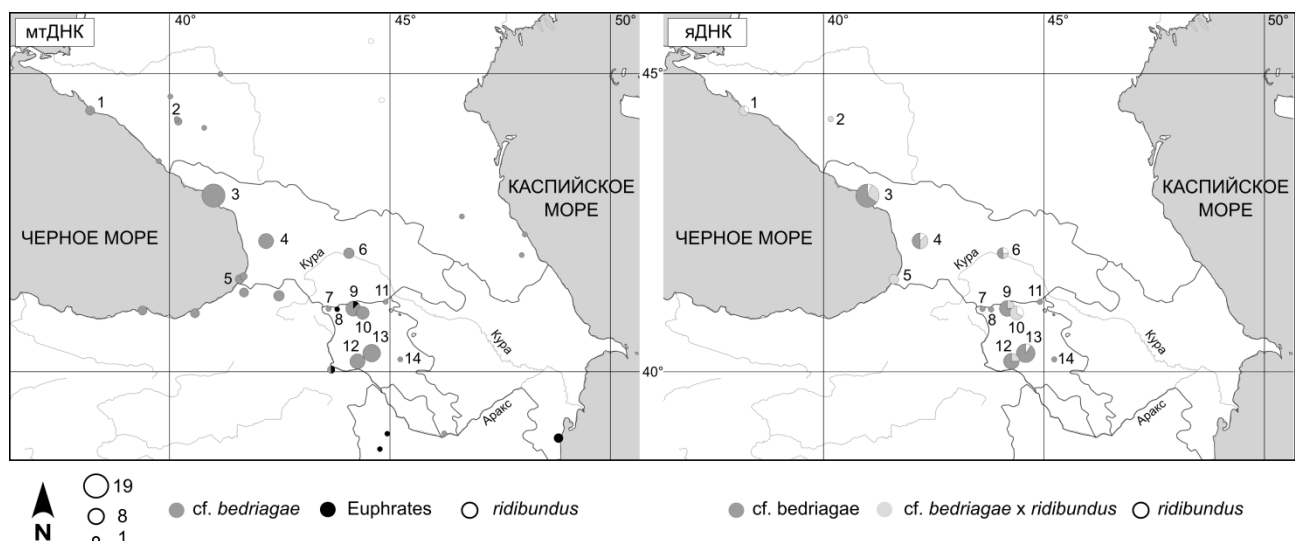 40°
45°
50°
мтДНК
45°
40°
ЧЕРНОЕ МОРЕ
КАСПИЙСКОЕ
МОРЕ
Кура
Кура
Аракс
1
2
3
4
5
6
7
8
9
10
11
12
13
14
40°
45°
50°
яДНК
ЧЕРНОЕ МОРЕ
КАСПИЙСКОЕ
МОРЕ
Кура
Кура
Аракс
1
2
3
4
5
6
7
8
9
10
11
12
13
14
N
19
8
1
cf. bedriagae
Euphrates
ridibundus
cf. bedriagae
cf. bedriagae x ridibundus
ridibundus